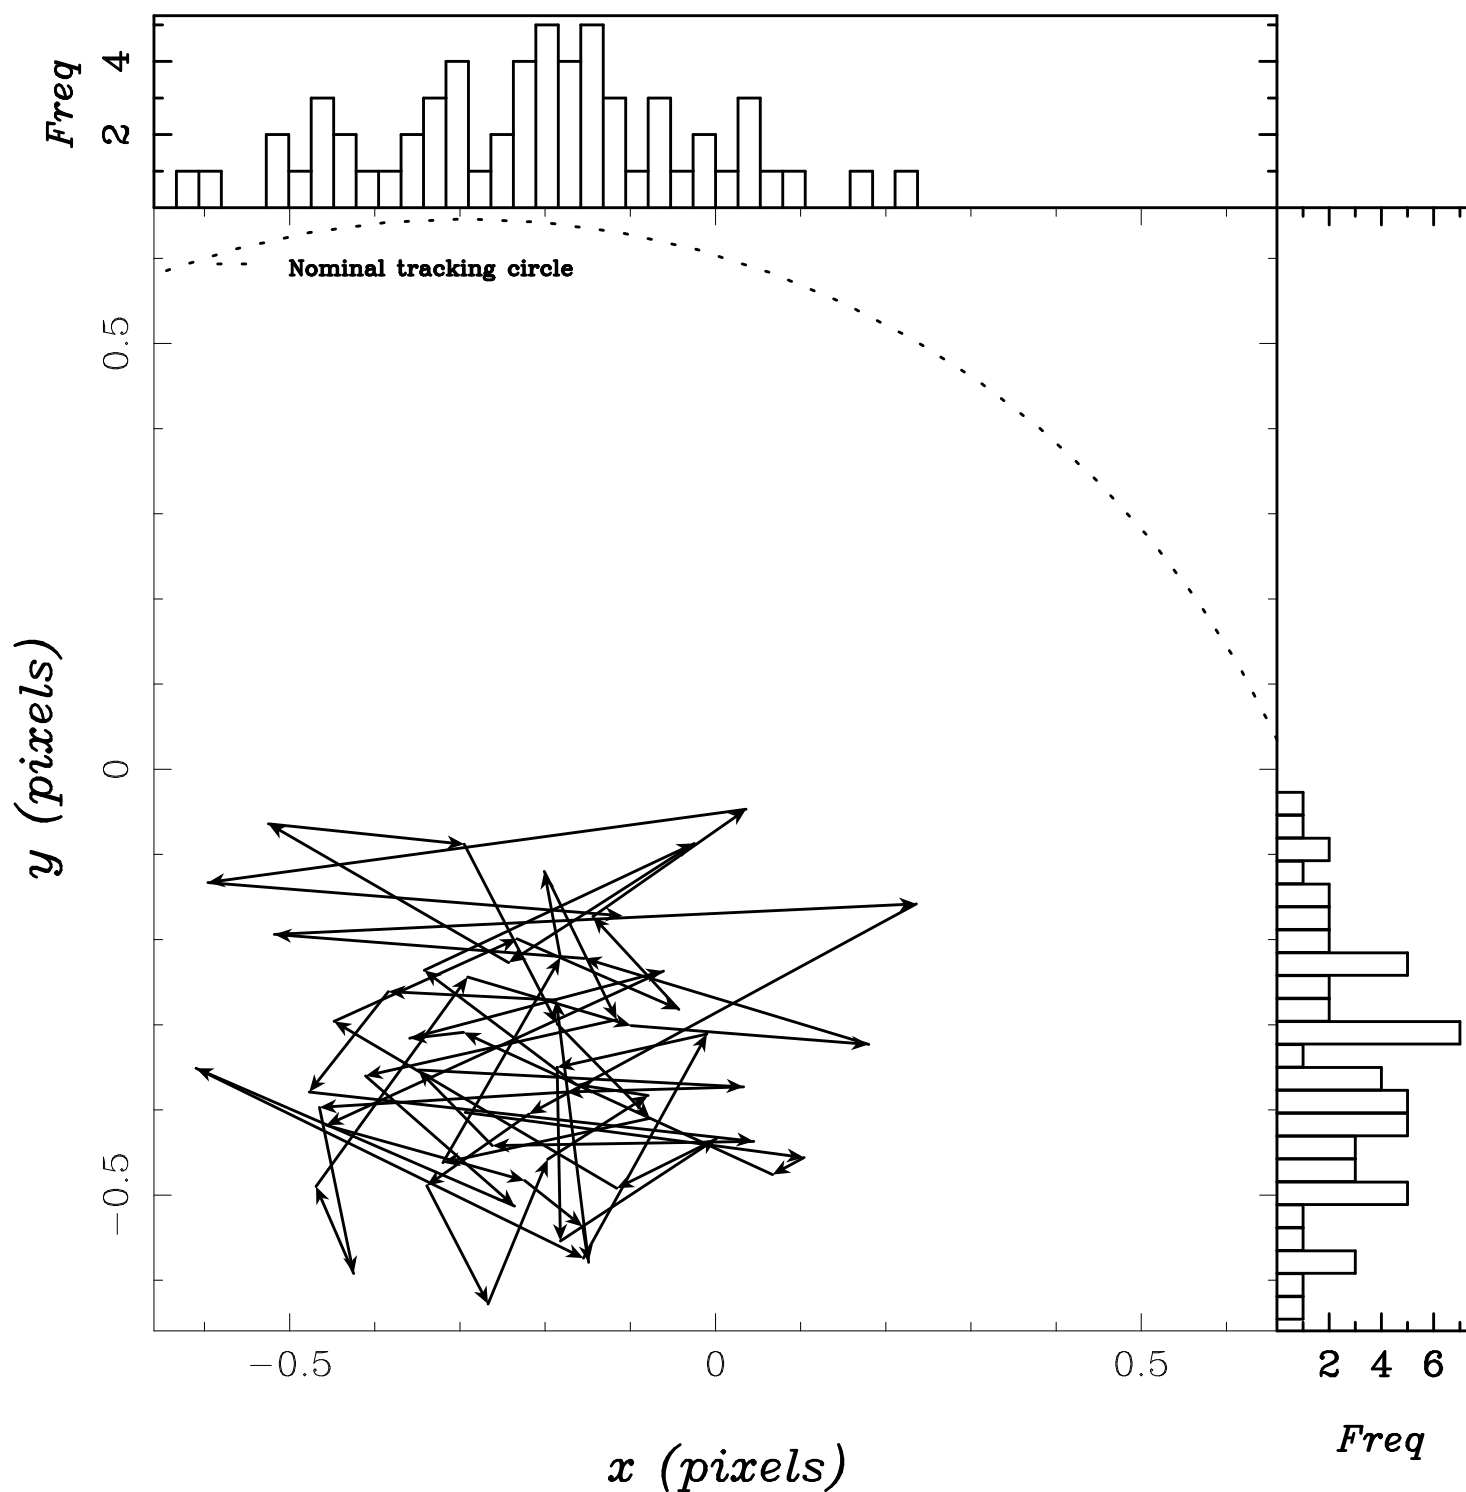 Freq
4
2
Nominal tracking circle
0.5
0
−0.5
y (pixels)
−0.5 0 0.5
2 4 6
Freq
x (pixels)